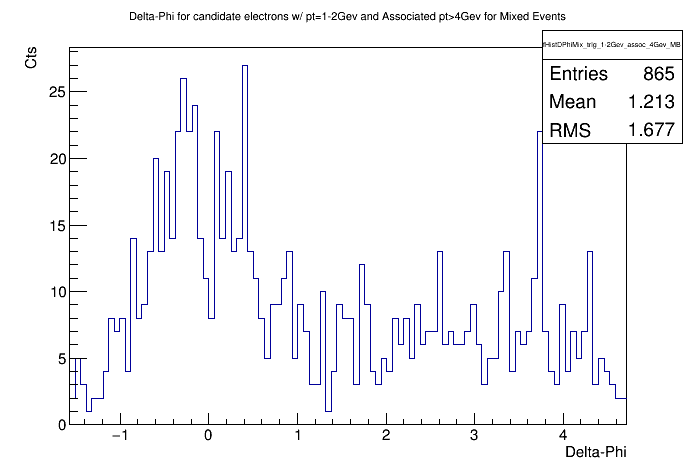 Delta-Phi for candidate electrons w/ pt=1-2Gev and Associated pt>4Gev for Mixed Events
Cts
fHistDPhiMix_trig_1-2Gev_assoc_4Gev_MB
Entries 865
Mean 1.213
RMS 1.677
25
20
15
10
5
0
−1 0 1 2 3 4
Delta-Phi